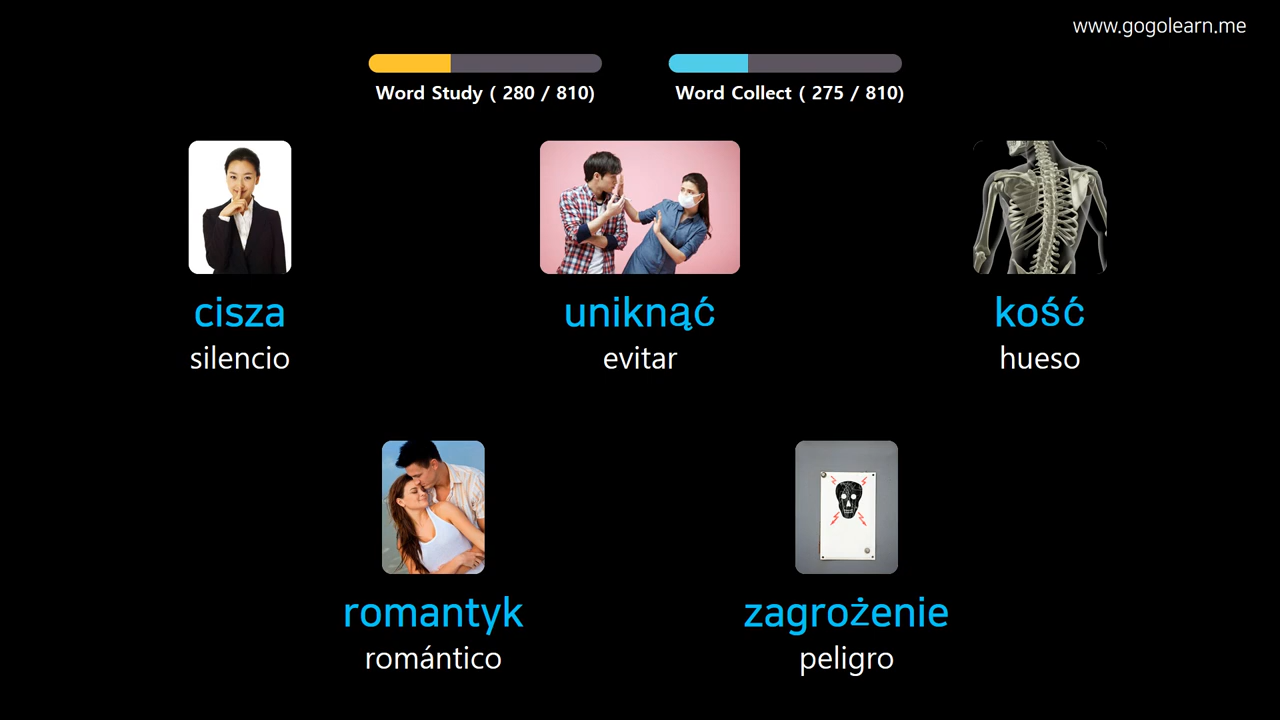 www.gogolearn.me
Word Study ( 280 / 810)
Word Collect ( 275 / 810)
cisza
silencio
uniknąć
evitar
kość
hueso
romantyk
romántico
zagrożenie
peligro